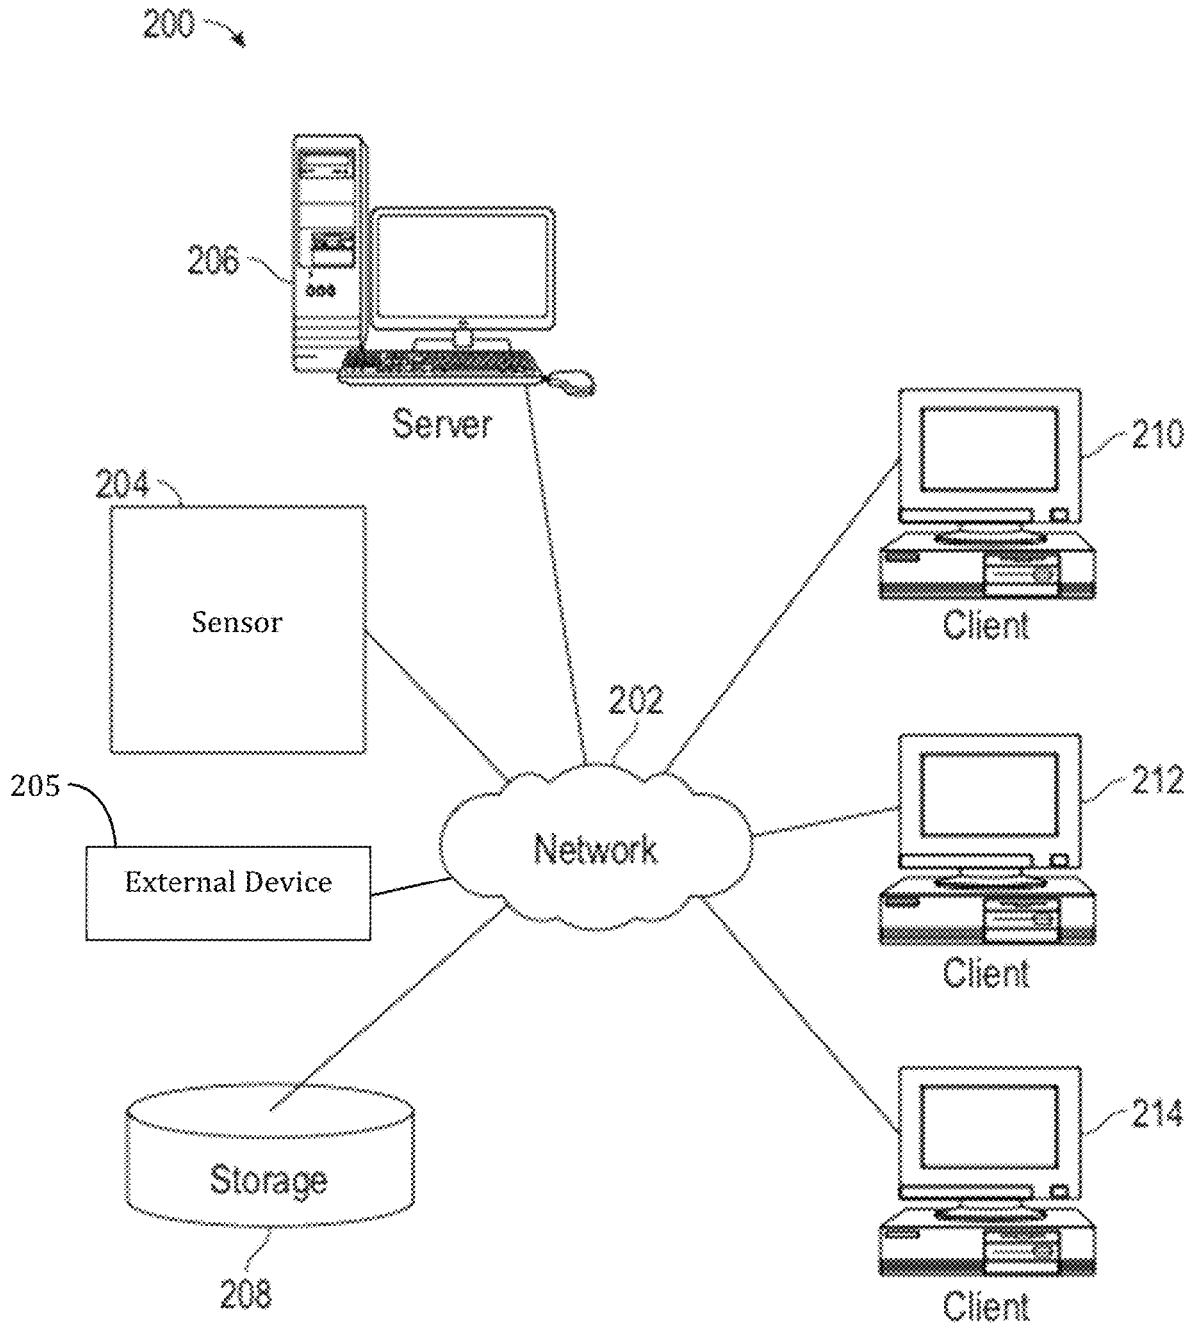 200
206
Server
210
204
Sensor
Client
202
205
212
Network
External Device
Client
214
Storage
208
Client